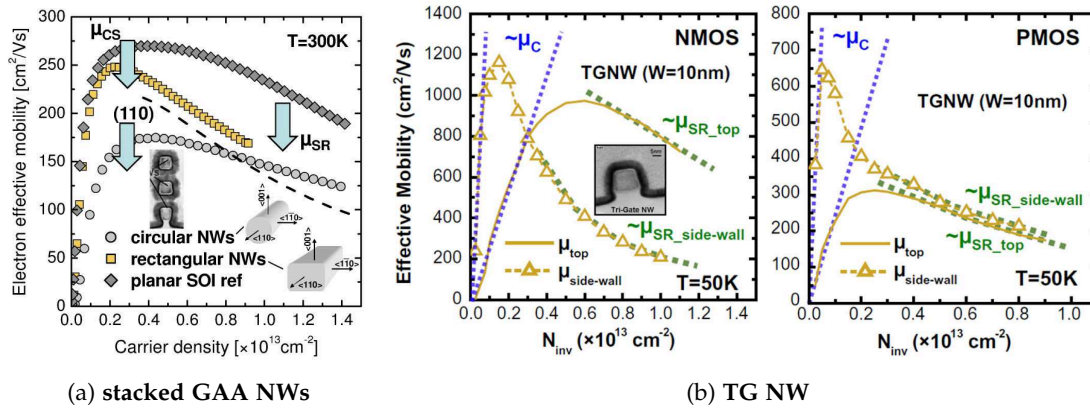 Electron effective mobility [cm²/Vs]
300
250
200
150
100
50
0
μCS
T=300K
(110)
μSR
<001>
<110>
<1-10>
<001>
<110>
<1-10>
circular NWs
rectangular NWs
planar SOI ref
0.0 0.2 0.4 0.6 0.8 1.0 1.2 1.4
Carrier density [×10¹³cm⁻²]
(a) stacked GAA NWs
Effective Mobility (cm²/Vs)
1400
1200
1000
800
600
400
200
0
~μC
NMOS
TGNW (W=10nm)
~μSR_top
5nm
Tri-Gate NW
~μSR_side-wall
μtop
μside-wall
T=50K
0.0 0.2 0.4 0.6 0.8 1.0 1.2 1.4
Ninv (×10¹³ cm⁻²)
800
700
600
500
400
300
200
100
0
~μC
PMOS
TGNW (W=10nm)
~μSR_side-wall
~μSR_top
μtop
μside-wall
T=50K
0.0 0.2 0.4 0.6 0.8 1.0
Ninv (×10¹³ cm⁻²)
(b) TG NW